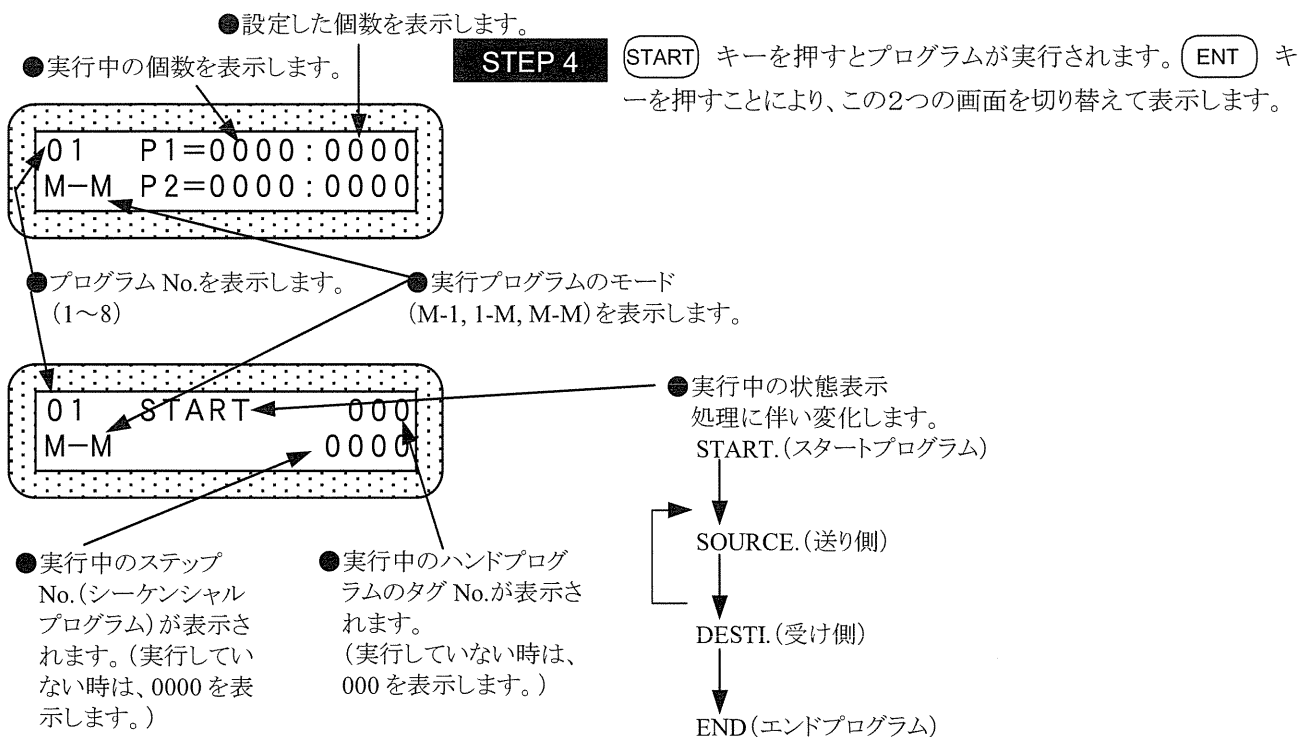 ●設定した個数を表示します。
●実行中の個数を表示します。
STEP 4 START キーを押すとプログラムが実行されます。 ENT キ
ーを押すことにより、この2つの画面を切り替えて表示します。
01 P1=0000:0000
M-M P2=0000:0000
●プログラム No.を表示します。
(1〜8)
●実行プログラムのモード
(M-1, 1-M, M-M)を表示します。
01 START 000
M-M 0000
●実行中の状態表示
処理に伴い変化します。
START.(スタートプログラム)
SOURCE.(送り側)
DESTI.(受け側)
END(エンドプログラム)
●実行中のステップ
No.(シーケンシャル
プログラム)が表示さ
れます。(実行してい
ない時は、0000 を表
示します。)
●実行中のハンドプログ
ラムのタグ No.が表示さ
れます。
(実行していない時は、
000 を表示します。)